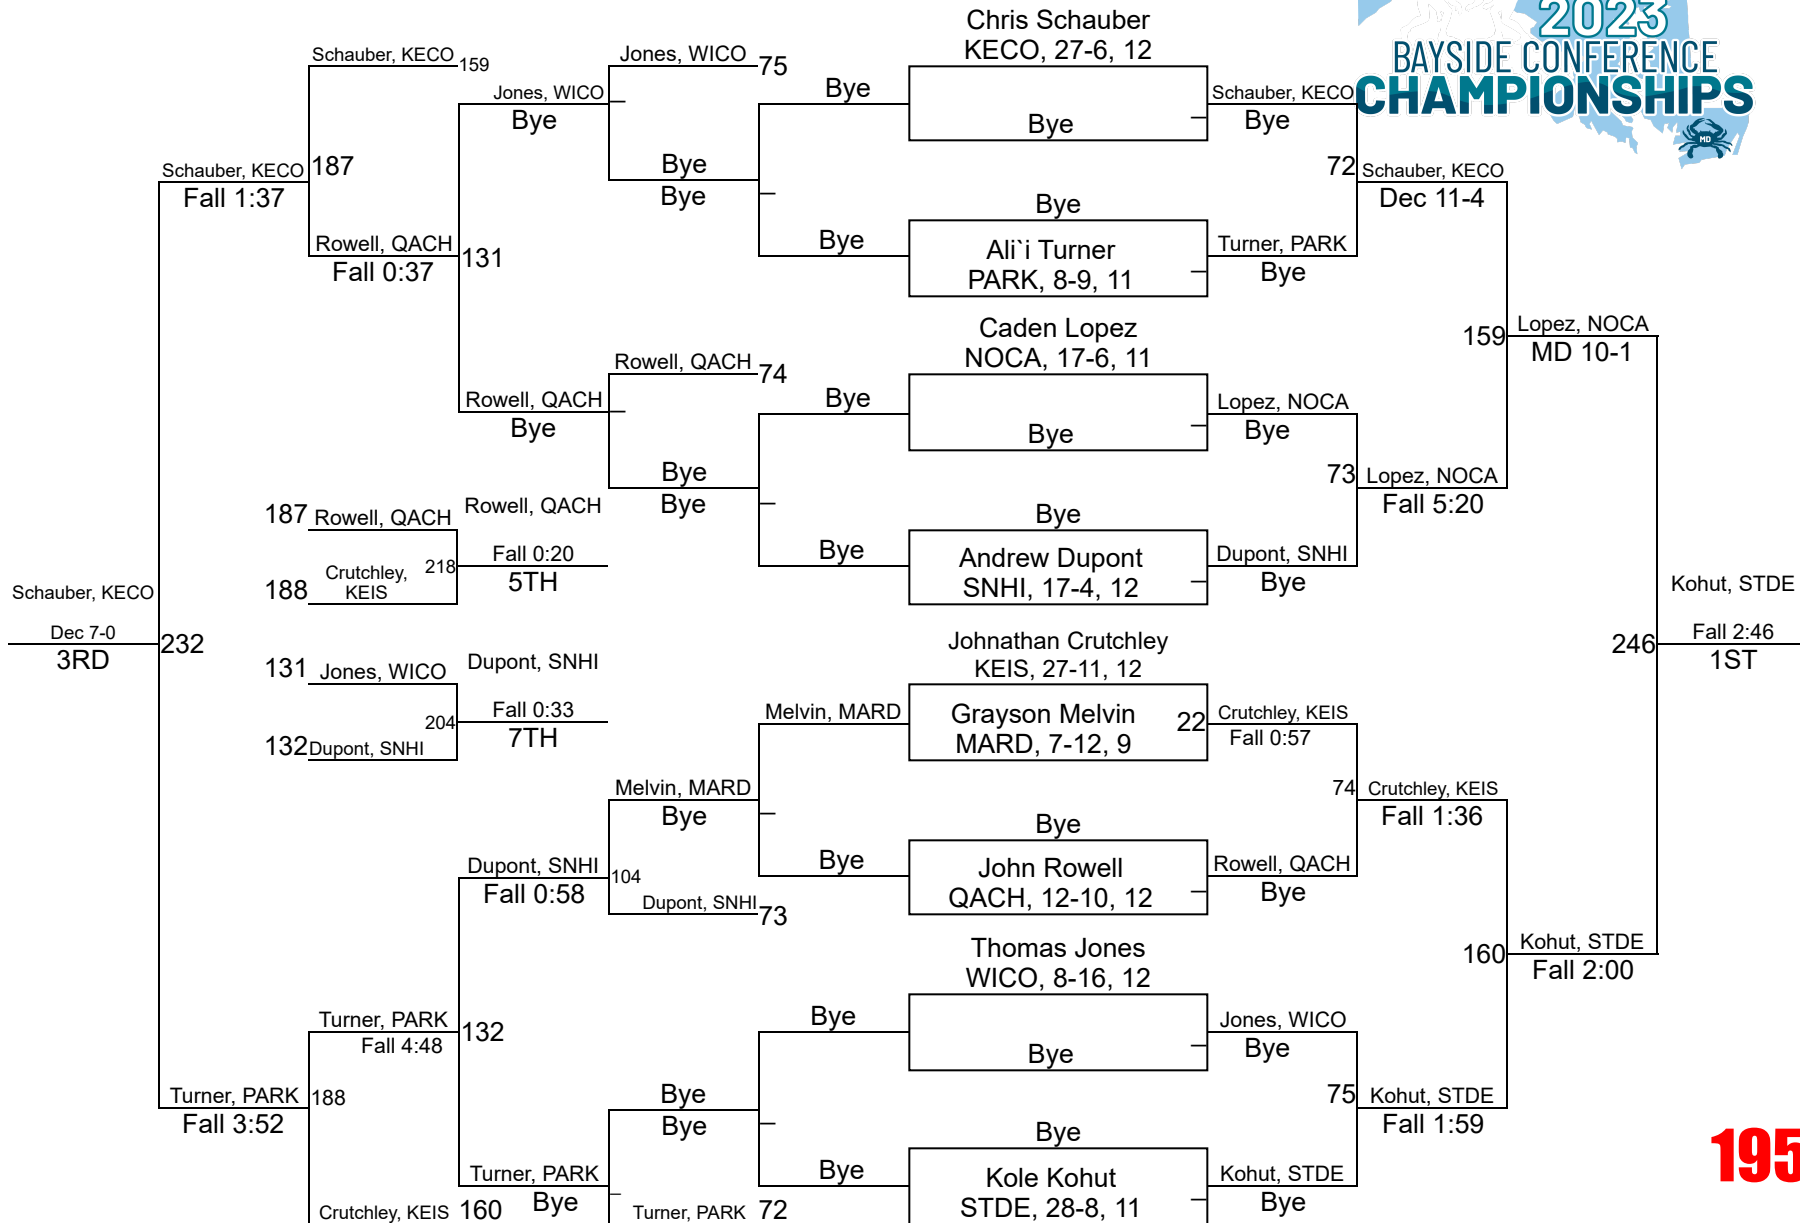 2023
BAYSIDE CONFERENCE
CHAMPIONSHIPS
MD
Chris Schauber
KECO, 27-6, 12
Schauber, KECO 159
Jones, WICO 75
Jones, WICO
Bye
Bye
Bye
Schauber, KECO
Bye
Schauber, KECO 187
Fall 1:37
Bye
Bye
72 Schauber, KECO
Dec 11-4
Bye
Rowell, QACH 131
Fall 0:37
Bye
Ali`i Turner
PARK, 8-9, 11
Turner, PARK
Bye
Caden Lopez
NOCA, 17-6, 11
159 Lopez, NOCA
MD 10-1
Rowell, QACH 74
Rowell, QACH
Bye
Bye
Bye
Lopez, NOCA
Bye
Bye
Bye
73 Lopez, NOCA
Fall 5:20
187 Rowell, QACH
Rowell, QACH
Bye
218 Fall 0:20
5TH
188 Crutchley,
KEIS
Bye
Andrew Dupont
SNHI, 17-4, 12
Dupont, SNHI
Bye
Schauber, KECO
Dec 7-0
3RD
232
Kohut, STDE
246 Fall 2:46
1ST
Johnathan Crutchley
KEIS, 27-11, 12
131 Jones, WICO
Dupont, SNHI
204 Fall 0:33
7TH
132 Dupont, SNHI
Melvin, MARD
Grayson Melvin
MARD, 7-12, 9
22 Crutchley, KEIS
Fall 0:57
Melvin, MARD
Bye
74 Crutchley, KEIS
Fall 1:36
Bye
Dupont, SNHI
Fall 0:58
104
Dupont, SNHI 73
Bye
John Rowell
QACH, 12-10, 12
Rowell, QACH
Bye
Thomas Jones
WICO, 8-16, 12
160 Kohut, STDE
Fall 2:00
Turner, PARK 132
Fall 4:48
Bye
Bye
Jones, WICO
Bye
Turner, PARK 188
Fall 3:52
Bye
Bye
75 Kohut, STDE
Fall 1:59
Bye
Turner, PARK
Bye
Bye
Kole Kohut
STDE, 28-8, 11
Kohut, STDE
Bye
Crutchley, KEIS 160
Turner, PARK 72
195